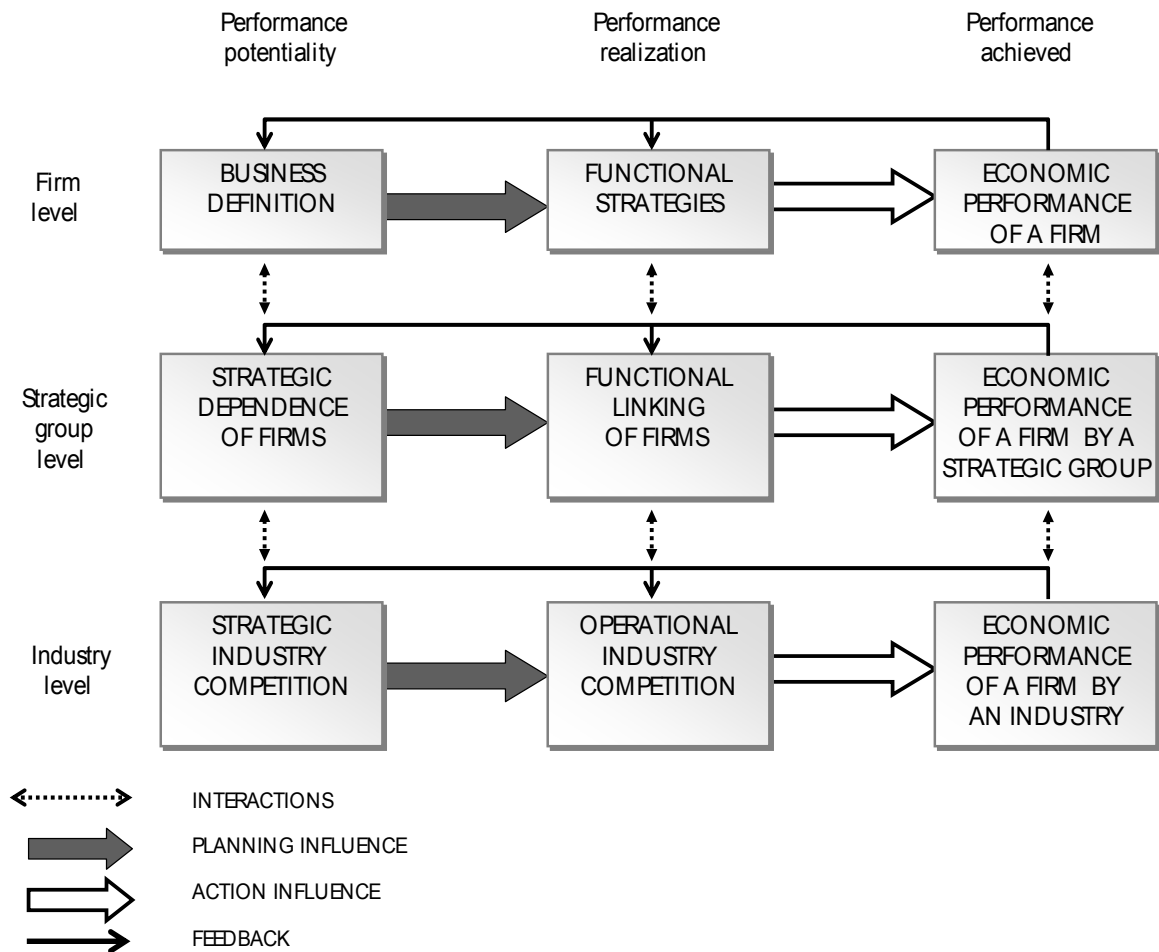 Performance
potentiality
Performance
realization
Performance
achieved
Firm
level
BUSINESS
DEFINITION
FUNCTIONAL
STRATEGIES
ECONOMIC
PERFORMANCE
OF A FIRM
Strategic
group
level
STRATEGIC
DEPENDENCE
OF FIRMS
FUNCTIONAL
LINKING
OF FIRMS
ECONOMIC
PERFORMANCE
OF A FIRM BY A
STRATEGIC GROUP
Industry
level
STRATEGIC
INDUSTRY
COMPETITION
OPERATIONAL
INDUSTRY
COMPETITION
ECONOMIC
PERFORMANCE
OF A FIRM BY
AN INDUSTRY
INTERACTIONS
PLANNING INFLUENCE
ACTION INFLUENCE
FEEDBACK